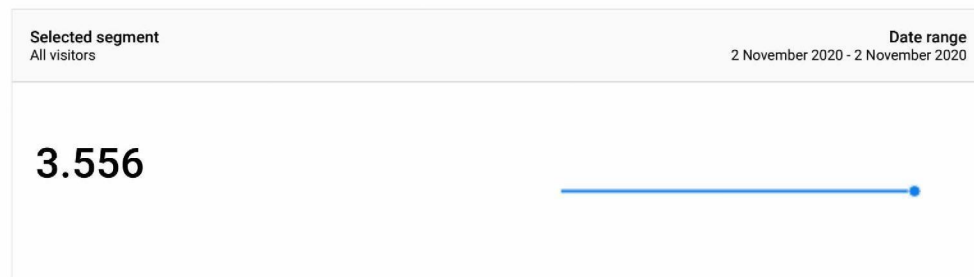 Selected segment
All visitors
Date range
2 November 2020 - 2 November 2020
3.556